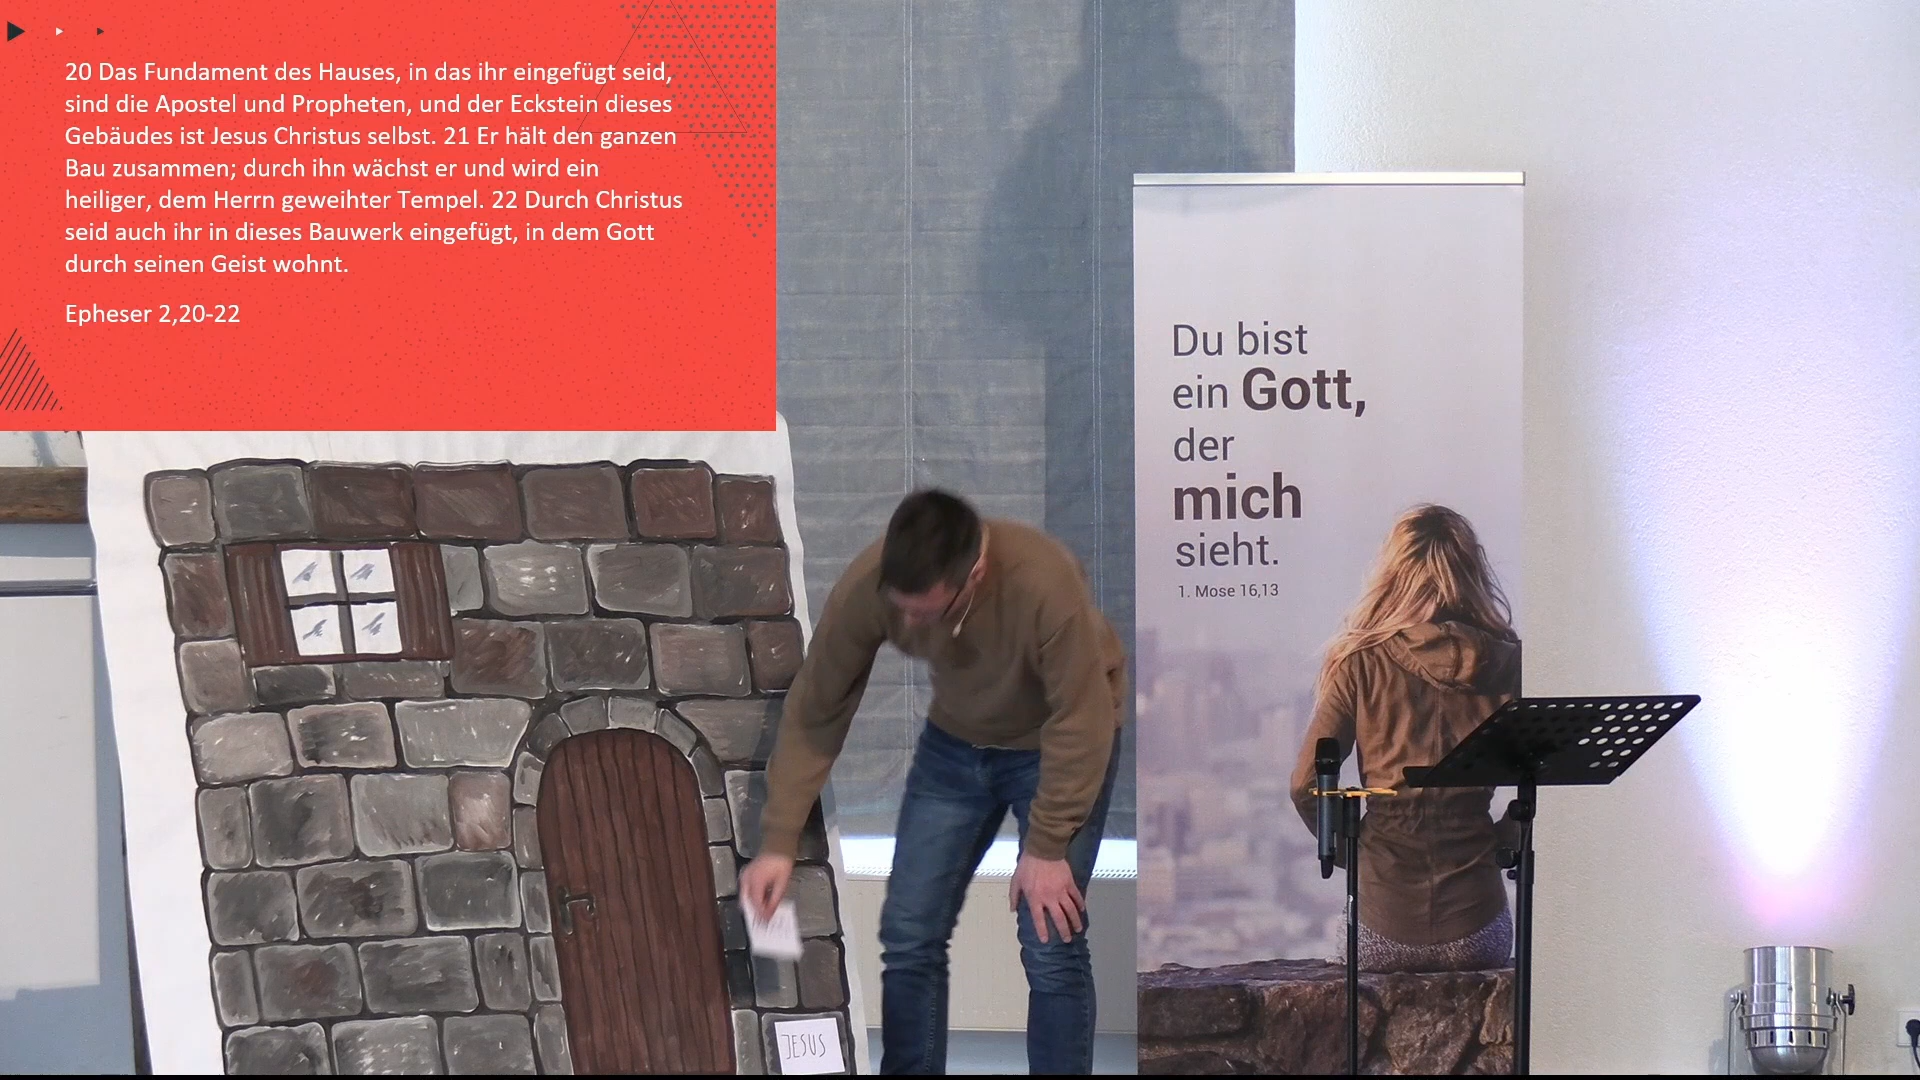 20 Das Fundament des Hauses, in das ihr eingefügt seid,
sind die Apostel und Propheten, und der Eckstein dieses
Gebäudes ist Jesus Christus selbst. 21 Er hält den ganzen
Bau zusammen; durch ihn wächst er und wird ein
heiliger, dem Herrn geweihter Tempel. 22 Durch Christus
seid auch ihr in dieses Bauwerk eingefügt, in dem Gott
durch seinen Geist wohnt.
Epheser 2,20-22
Du bist
ein Gott,
der
mich
sieht.
1. Mose 16,13
JESUS